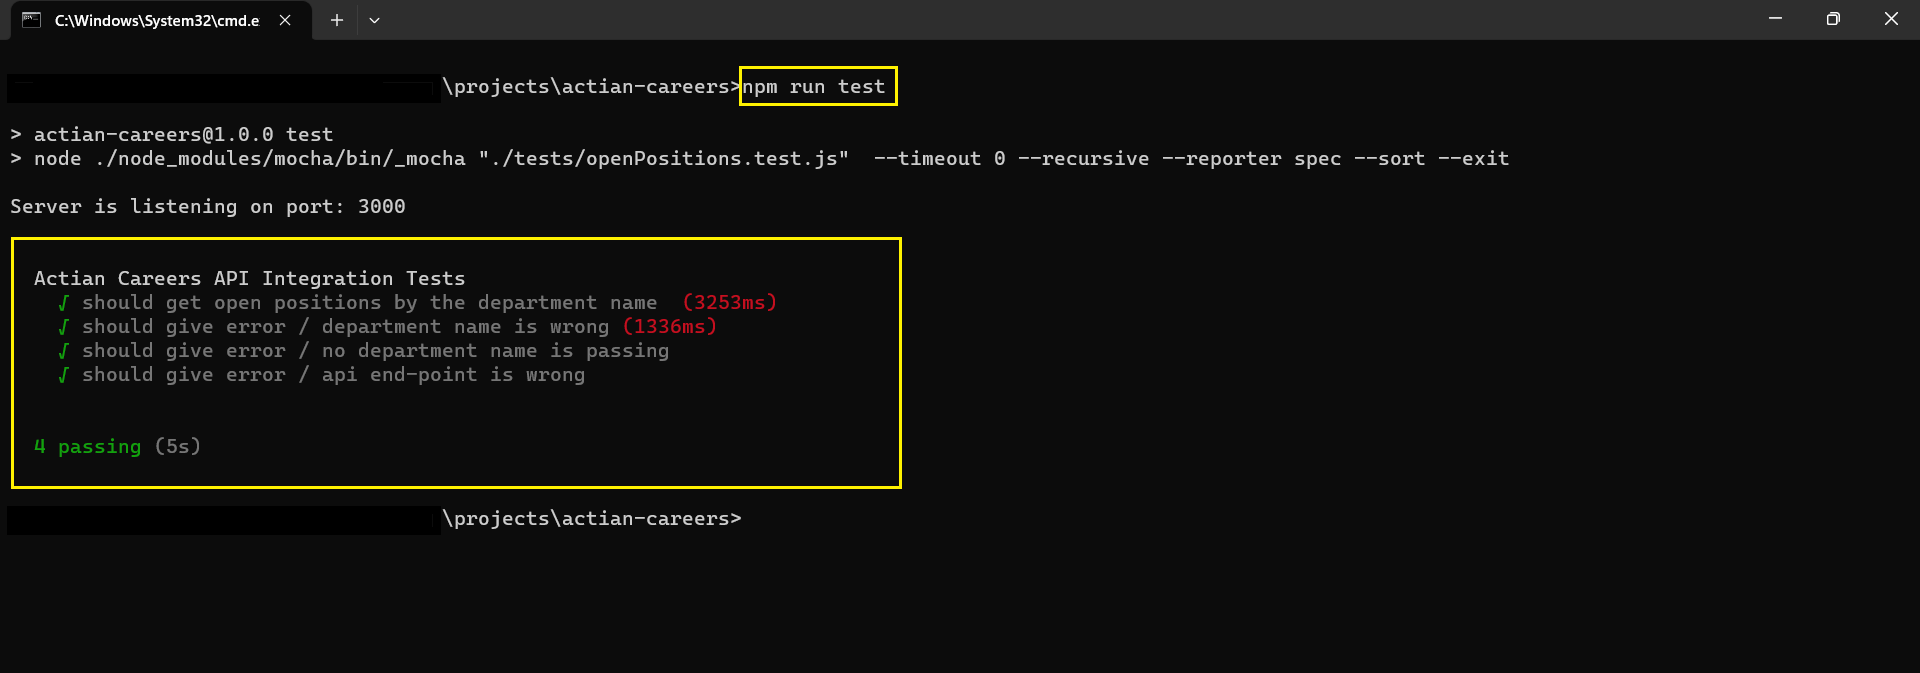 C:\Windows\System32\cmd.e
\projects\actian-careers>npm run test
> actian-careers@1.0.0 test
> node ./node_modules/mocha/bin/_mocha "./tests/openPositions.test.js"  --timeout 0 --recursive --reporter spec --sort --exit
Server is listening on port: 3000
Actian Careers API Integration Tests
√ should get open positions by the department name  (3253ms)
√ should give error / department name is wrong (1336ms)
√ should give error / no department name is passing
√ should give error / api end-point is wrong
4 passing (5s)
\projects\actian-careers>